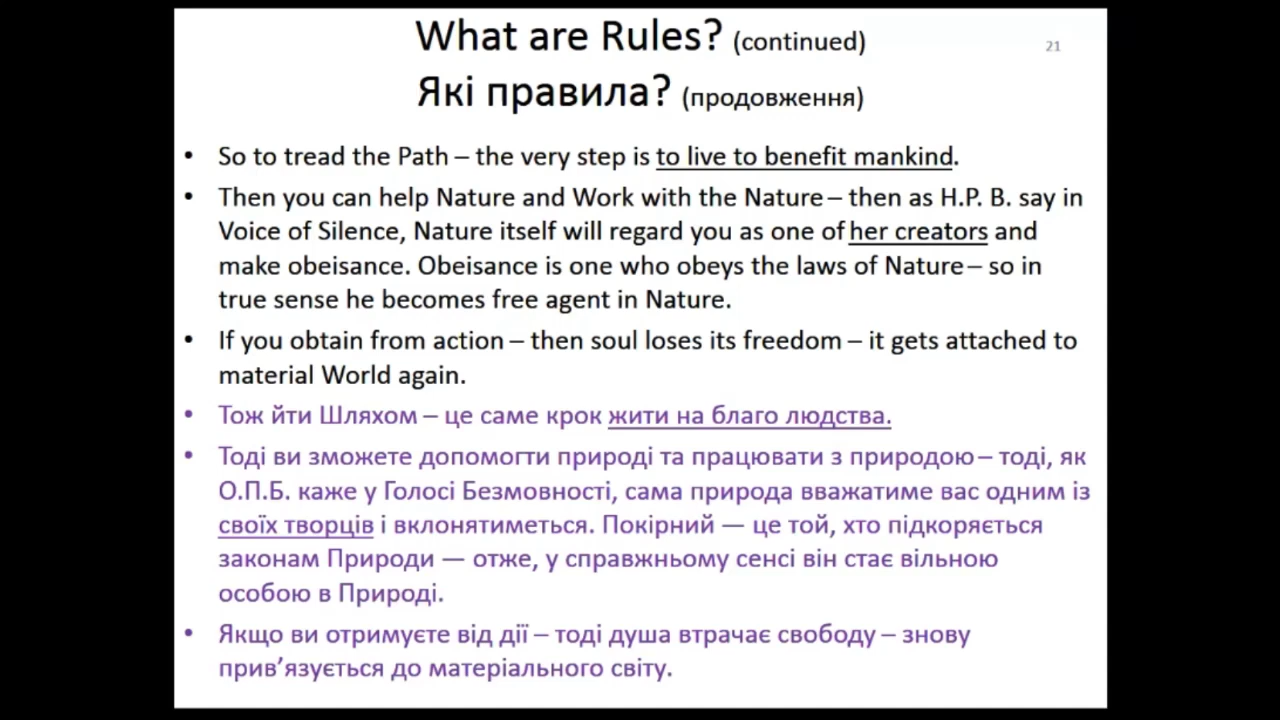 What are Rules? (continued)
21
Які правила? (продовження)
• So to tread the Path – the very step is to live to benefit mankind.
• Then you can help Nature and Work with the Nature – then as H.P. B. say in
Voice of Silence, Nature itself will regard you as one of her creators and
make obeisance. Obeisance is one who obeys the laws of Nature – so in
true sense he becomes free agent in Nature.
• If you obtain from action – then soul loses its freedom – it gets attached to
material World again.
• Тож йти Шляхом – це саме крок жити на благо людства.
• Тоді ви зможете допомогти природі та працювати з природою – тоді, як
О.П.Б. каже у Голосі Безмовності, сама природа вважатиме вас одним із
своїх творців і вклонятиметься. Покірний — це той, хто підкоряється
законам Природи — отже, у справжньому сенсі він стає вільною
особою в Природі.
• Якщо ви отримуєте від дії – тоді душа втрачає свободу – знову
прив’язується до матеріального світу.